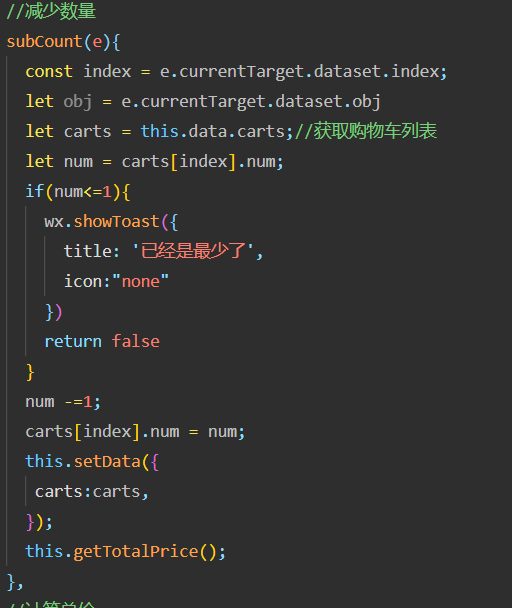 //减少数量
subCount(e){
const index = e.currentTarget.dataset.index;
let obj = e.currentTarget.dataset.obj
let carts = this.data.carts;//获取购物车列表
let num = carts[index].num;
if(num<=1){
wx.showToast({
title: '已经是最少了',
icon:"none"
})
return false
}
num -=1;
carts[index].num = num;
this.setData({
carts:carts,
});
this.getTotalPrice();
},